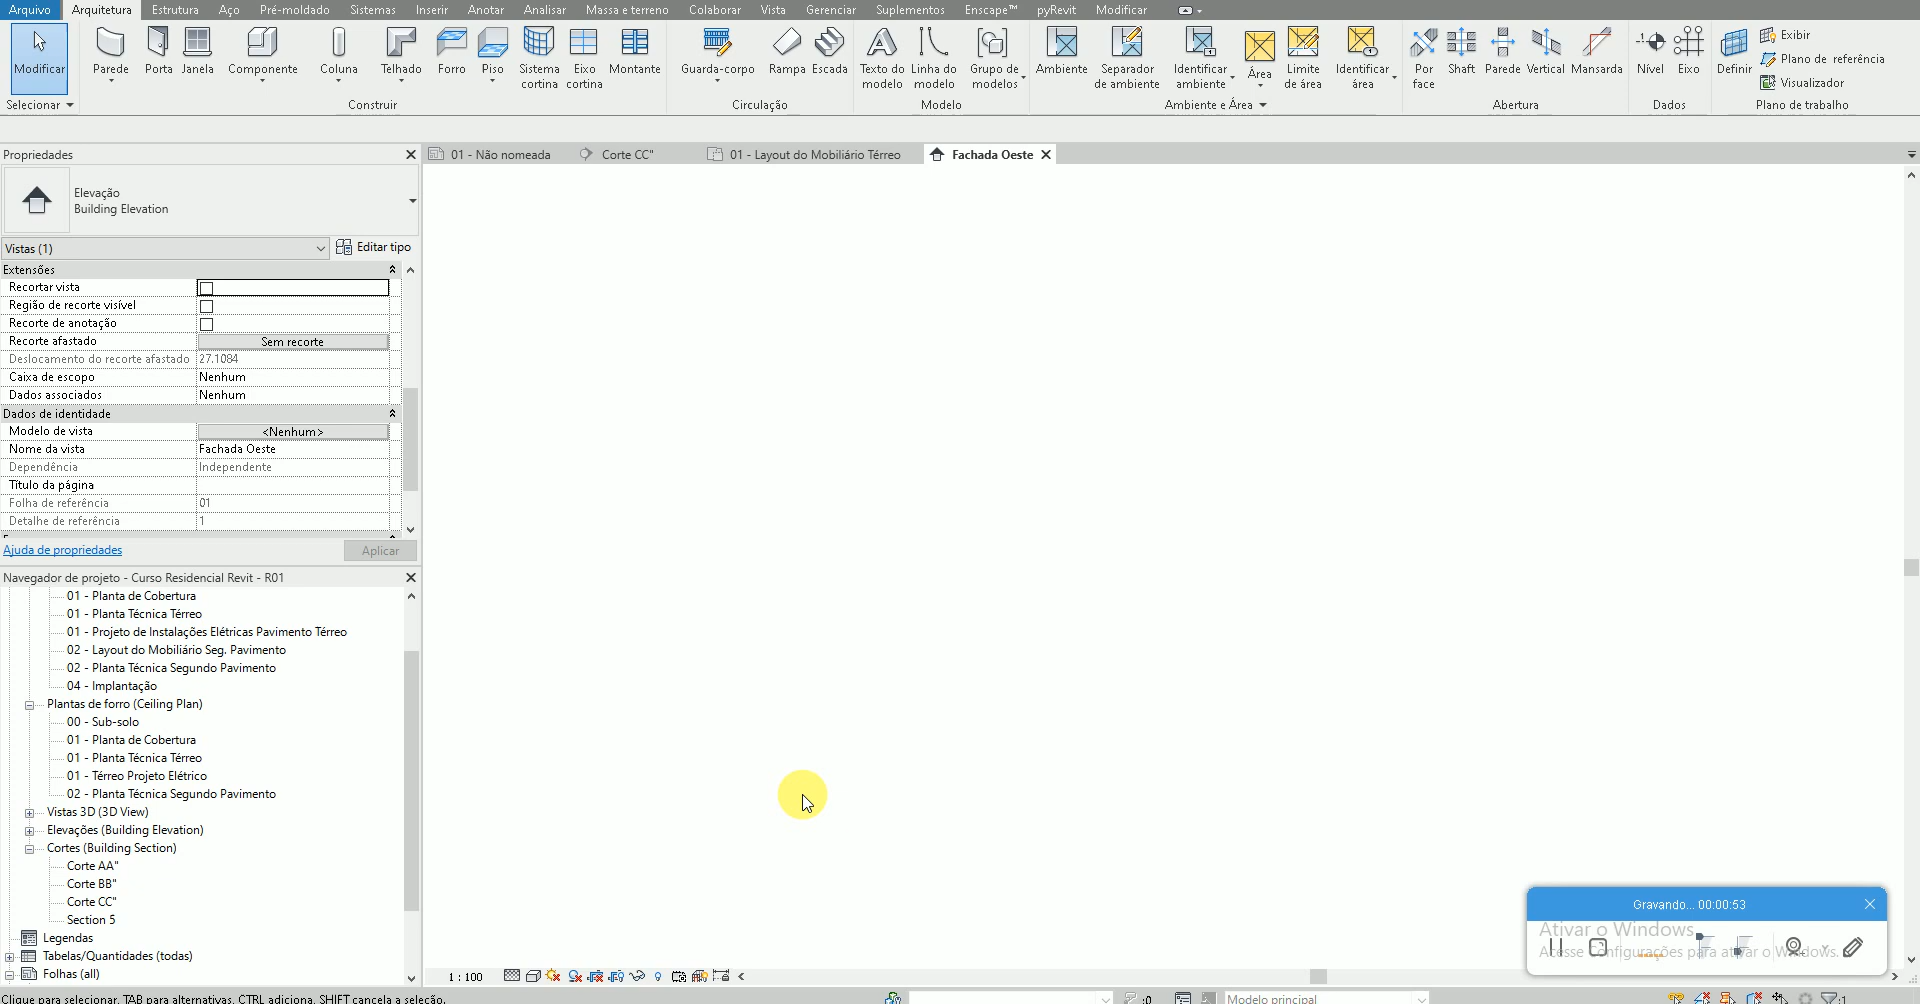 Arquivo Arquitetura Estrutura Aço Pré-moldado Sistemas Inserir Anotar Analisar Massa e terreno Colaborar Vista Gerenciar Suplementos Enscape™ pyRevit Modificar
Modificar Parede Porta Janela Componente Coluna Telhado Forro Piso Sistema cortina Eixo cortina Montante Guarda-corpo Rampa Escada Texto do modelo Linha do modelo Grupo de modelos Ambiente Separador de ambiente Identificar ambiente Área Limite de área Identificar área Por face Shaft Parede Vertical Mansarda Nível Eixo Definir
Exibir
Plano de referência
Visualizador
Selecionar Construir Circulação Modelo Ambiente e Área Abertura Dados Plano de trabalho
Propriedades
01 - Não nomeada Corte CC" 01 - Layout do Mobiliário Térreo Fachada Oeste
Elevação
Building Elevation
Vistas (1) Editar tipo
Extensões
Recortar vista
Região de recorte visível
Recorte de anotação
Recorte afastado Sem recorte
Deslocamento do recorte afastado 27.1084
Caixa de escopo Nenhum
Dados associados Nenhum
Dados de identidade
Modelo de vista <Nenhum>
Nome da vista Fachada Oeste
Dependência Independente
Título da página
Folha de referência 01
Detalhe de referência 1
Ajuda de propriedades Aplicar
Navegador de projeto - Curso Residencial Revit - R01
01 - Planta de Cobertura
01 - Planta Técnica Térreo
01 - Projeto de Instalações Elétricas Pavimento Térreo
02 - Layout do Mobiliário Seg. Pavimento
02 - Planta Técnica Segundo Pavimento
04 - Implantação
Plantas de forro (Ceiling Plan)
00 - Sub-solo
01 - Planta de Cobertura
01 - Planta Técnica Térreo
01 - Térreo Projeto Elétrico
02 - Planta Técnica Segundo Pavimento
Vistas 3D (3D View)
Elevações (Building Elevation)
Cortes (Building Section)
Corte AA"
Corte BB"
Corte CC"
Section 5
Legendas
Tabelas/Quantidades (todas)
Folhas (all)
1 : 100
Gravando... 00:00:53
Ativar o Windows
Acesse Configurações para ativar o Windows.
Clique para selecionar, TAB para alternativas, CTRL adiciona, SHIFT cancela a seleção.
:0 Modelo principal :1